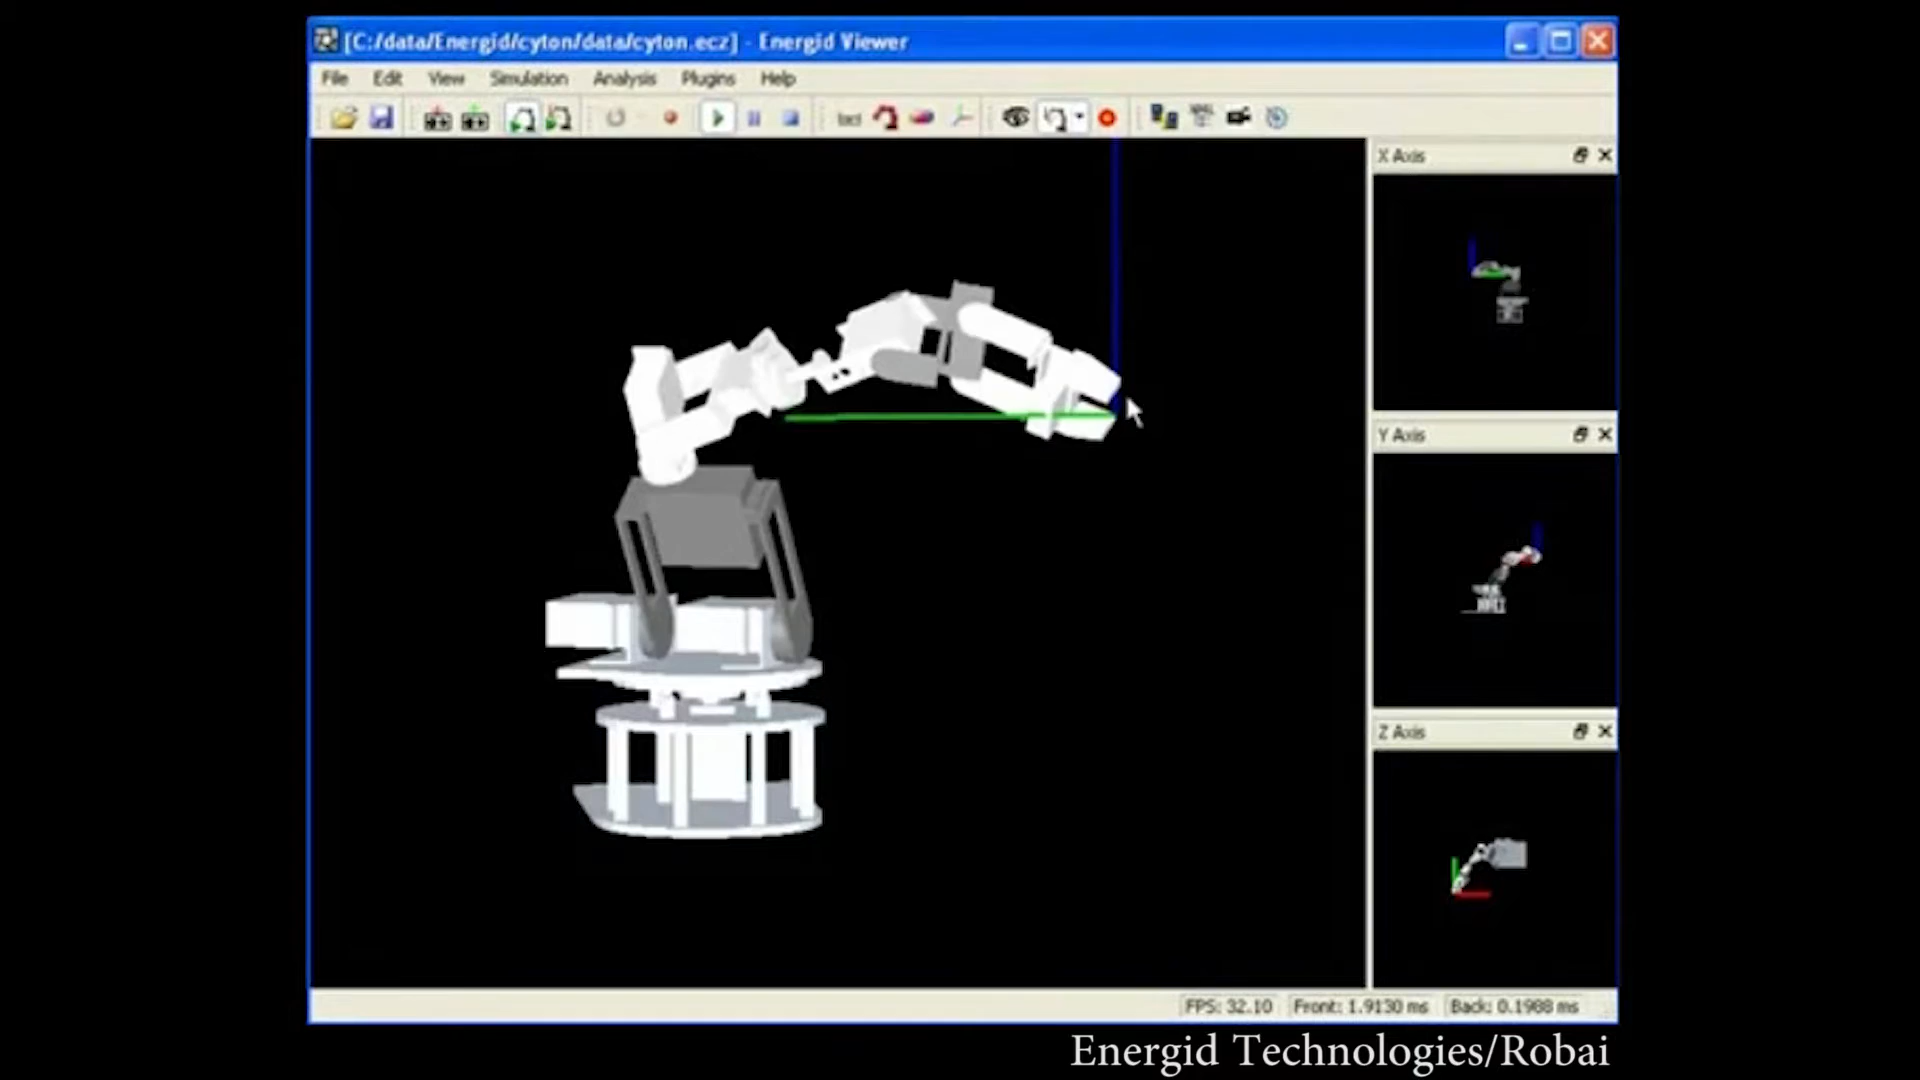 [C:/data/Energid/cyton/data/cyton.ecz] - Energid Viewer
File Edit View Simulation Analysis Plugins Help
X Axis
Y Axis
Z Axis
FPS: 32.10 Front: 1.9130 ms Back: 0.1988 ms
Energid Technologies/Robai